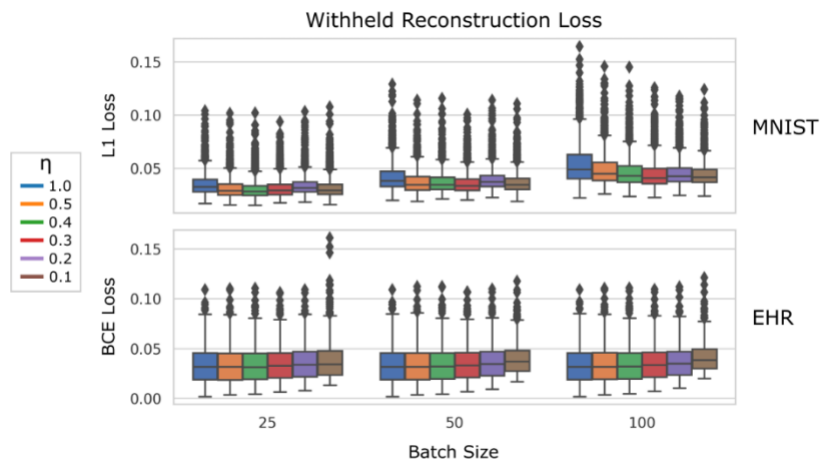 Withheld Reconstruction Loss
0.15
0.10
0.05
L1 Loss
MNIST
η
1.0
0.5
0.4
0.3
0.2
0.1
0.15
0.10
0.05
0.00
BCE Loss
EHR
25 50 100
Batch Size